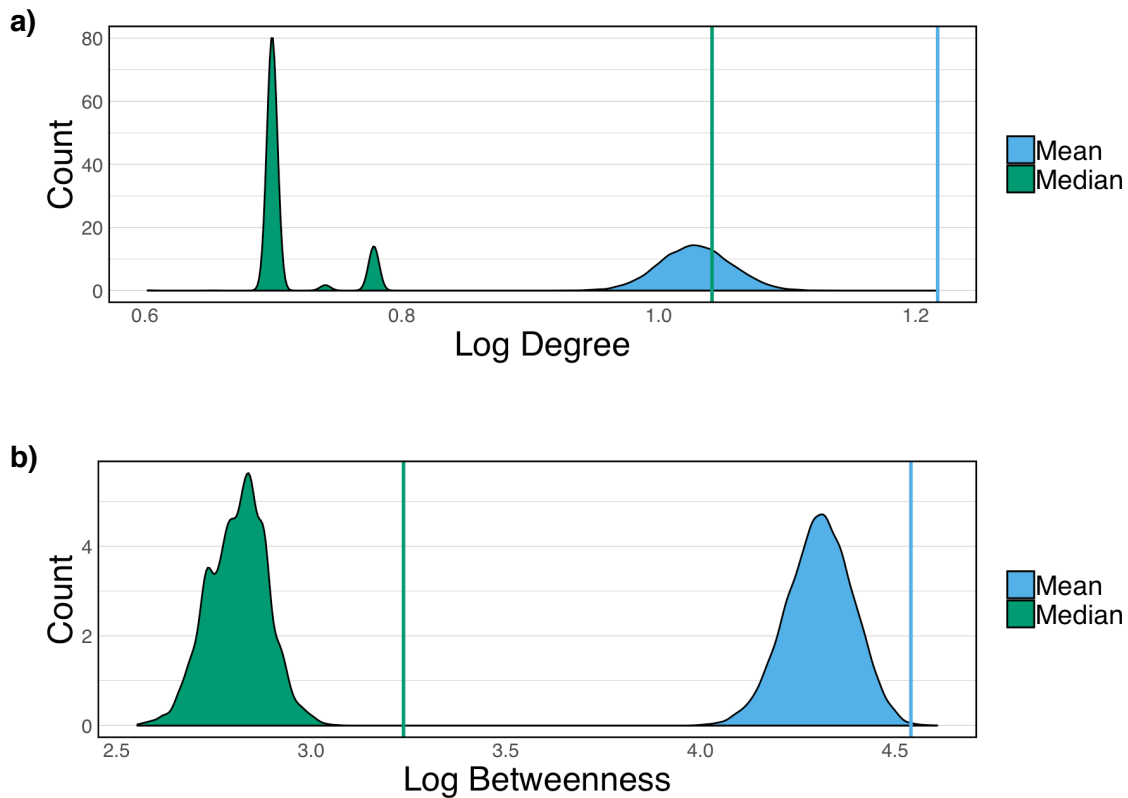 a)
80
60
40
20
0
Count
0.6 0.8 1.0 1.2
Log Degree
Mean
Median
b)
4
2
0
Count
2.5 3.0 3.5 4.0 4.5
Log Betweenness
Mean
Median